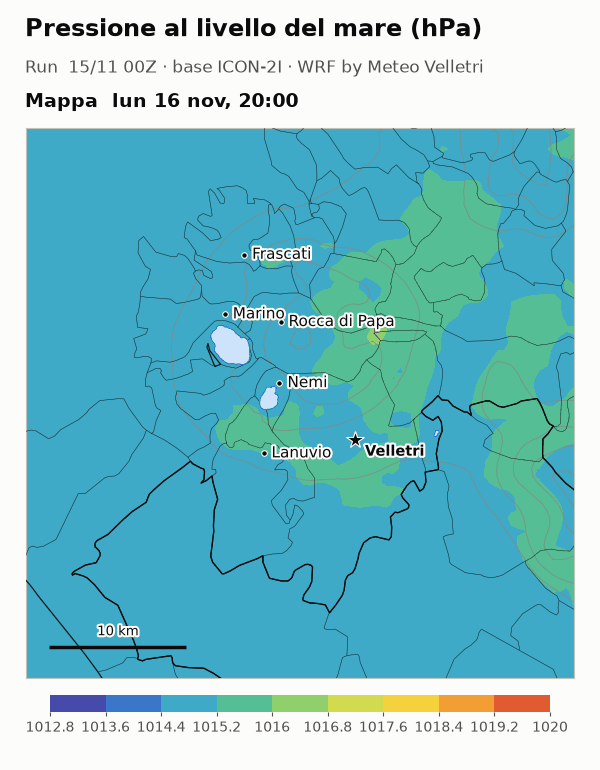 Pressione al livello del mare (hPa)
Run  15/11 00Z · base ICON-2I · WRF by Meteo Velletri
Mappa  lun 16 nov, 20:00
Frascati
Marino
Rocca di Papa
Nemi
Velletri
Lanuvio
10 km
1012.8 1013.6 1014.4 1015.2 1016 1016.8 1017.6 1018.4 1019.2 1020